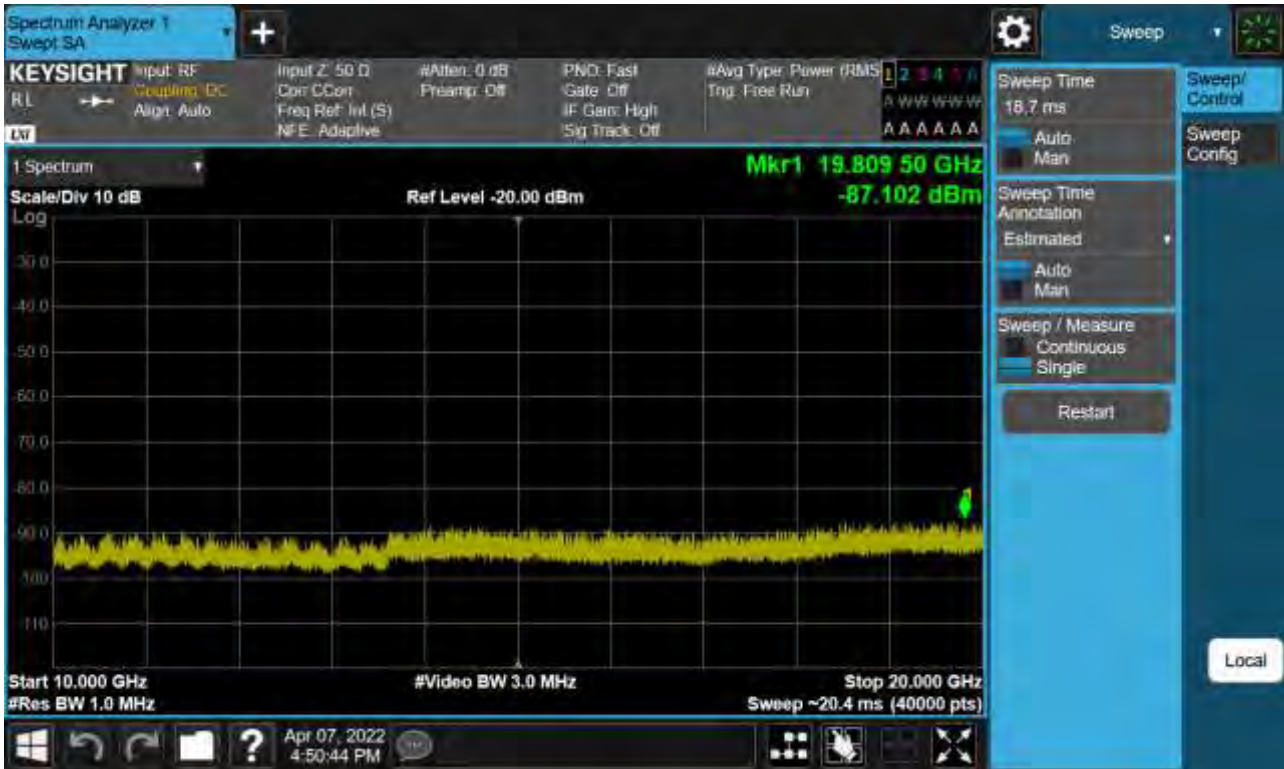 Spectrum Analyzer 1
Swept SA
+
Sweep
KEYSIGHT
RL
EXT
Input: RF
Coupling: DC
Align: Auto
Input Z: 50 Ω
Corr CCorr
Freq Ref: Int (S)
NFE: Adaptive
#Atten: 0 dB
Preamp: Off
PNO: Fast
Gate: Off
IF Gain: High
Sig Track: Off
#Avg Type: Power (RMS
Trig: Free Run
1 2 3 4 5 6
A W W W W W
A A A A A A
1 Spectrum
Scale/Div 10 dB
Ref Level -20.00 dBm
Mkr1 19.809 50 GHz
-87.102 dBm
Log
-30.0
-40.0
-50.0
-60.0
-70.0
-80.0
-90.0
-100
-110
Start 10.000 GHz
#Video BW 3.0 MHz
Stop 20.000 GHz
#Res BW 1.0 MHz
Sweep ~20.4 ms (40000 pts)
Sweep Time
18.7 ms
Auto
Man
Sweep Time
Annotation
Estimated
Auto
Man
Sweep / Measure
Continuous
Single
Restart
Sweep/
Control
Sweep
Config
Local
?
Apr 07, 2022
4:50:44 PM